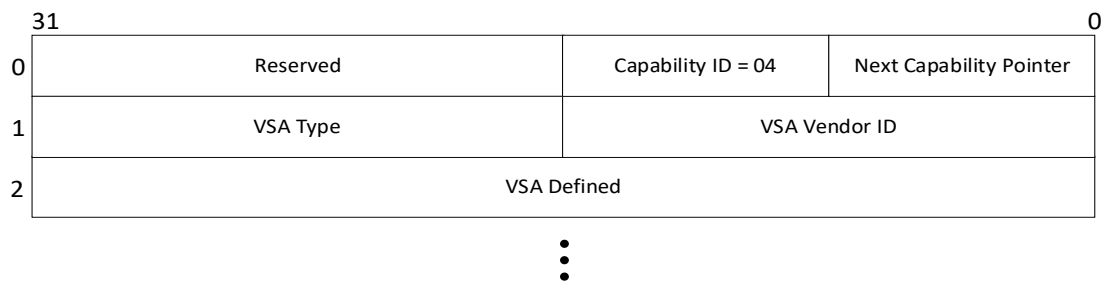 31 0
0 Reserved Capability ID = 04 Next Capability Pointer
1 VSA Type VSA Vendor ID
2 VSA Defined